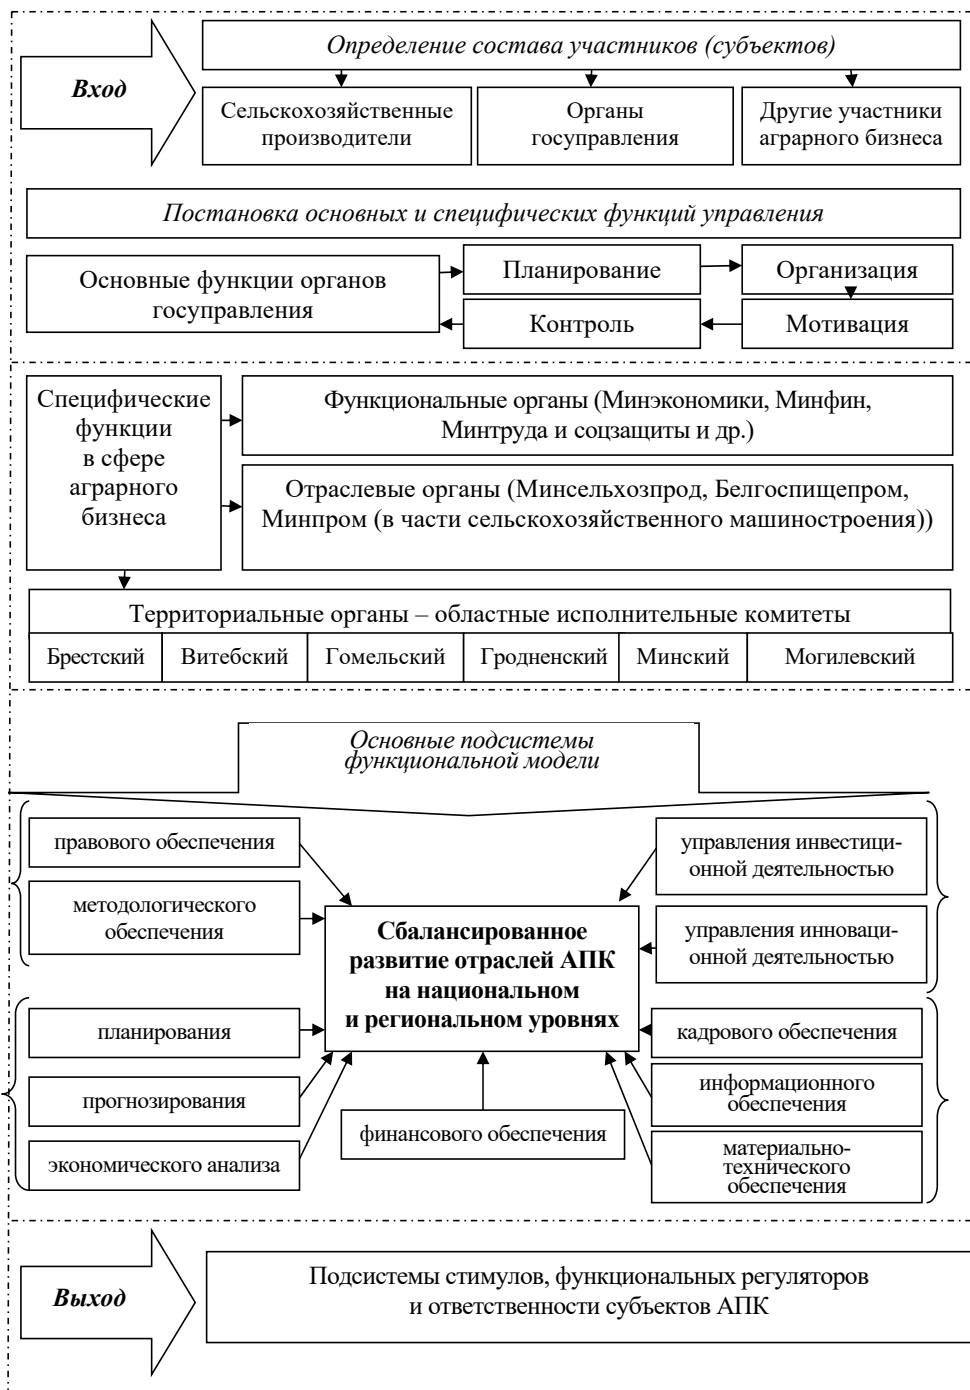 Вход
Определение состава участников (субъектов)
Сельскохозяйственные
производители
Органы
госуправления
Другие участники
аграрного бизнеса
Постановка основных и специфических функций управления
Основные функции органов
госуправления
Планирование
Организация
Контроль
Мотивация
Специфические
функции
в сфере
аграрного
бизнеса
Функциональные органы (Минэкономики, Минфин,
Минтруда и соцзащиты и др.)
Отраслевые органы (Минсельхозпрод, Белгоспищепром,
Минпром (в части сельскохозяйственного машиностроения))
Территориальные органы – областные исполнительные комитеты
Брестский
Витебский
Гомельский
Гродненский
Минский
Могилевский
Основные подсистемы
функциональной модели
правового обеспечения
методологического
обеспечения
управления инвестици-
онной деятельностью
управления инноваци-
онной деятельностью
Сбалансированное
развитие отраслей АПК
на национальном
и региональном уровнях
планирования
прогнозирования
экономического анализа
финансового обеспечения
кадрового обеспечения
информационного
обеспечения
материально-
технического
обеспечения
Выход
Подсистемы стимулов, функциональных регуляторов
и ответственности субъектов АПК